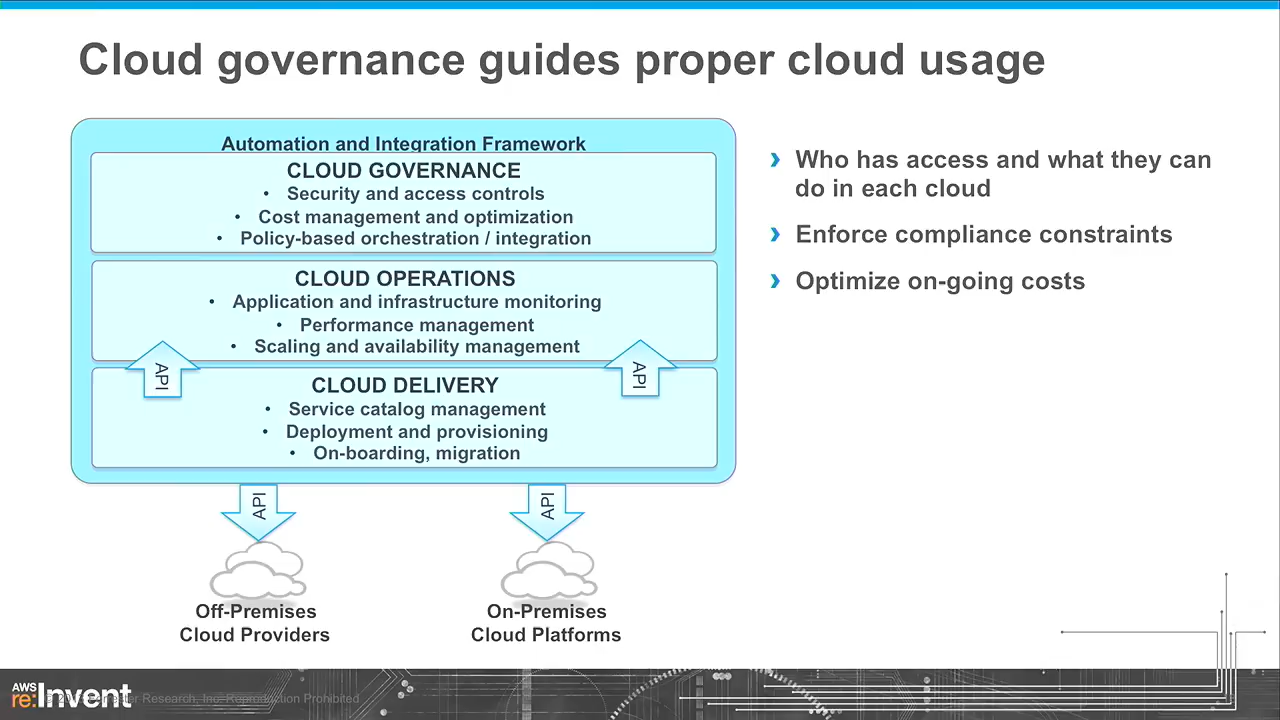 Cloud governance guides proper cloud usage
Automation and Integration Framework
CLOUD GOVERNANCE
• Security and access controls
• Cost management and optimization
• Policy-based orchestration / integration
CLOUD OPERATIONS
• Application and infrastructure monitoring
• Performance management
• Scaling and availability management
API
API
CLOUD DELIVERY
• Service catalog management
• Deployment and provisioning
• On-boarding, migration
API
API
Off-Premises
Cloud Providers
On-Premises
Cloud Platforms
› Who has access and what they can
do in each cloud
› Enforce compliance constraints
› Optimize on-going costs
AWS
re:Invent
Research, Inc. Reproduction Prohibited